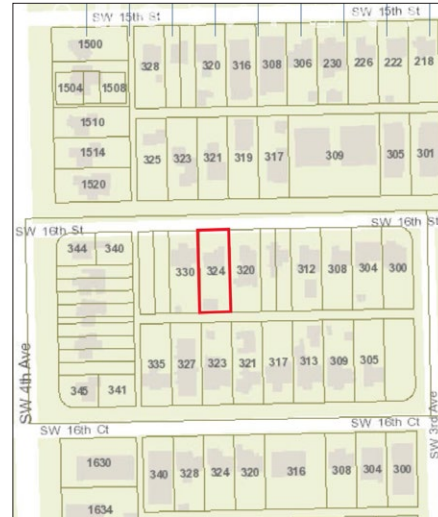 SW 15th St SW 15th St
1500
328 320 316 308 306 230 226 222 218
1504 1508
1510
1514
325 323 321 319 317 309 305 301
1520
SW 16th St SW 16th St
344 340
330 324 320 312 308 304 300
SW 4th Ave
335 327 323 321 317 313 309 305
345 341
SW 3rd Ave
SW 16th Ct SW 16th Ct
1630
340 328 324 320 316 308 304 300
1634